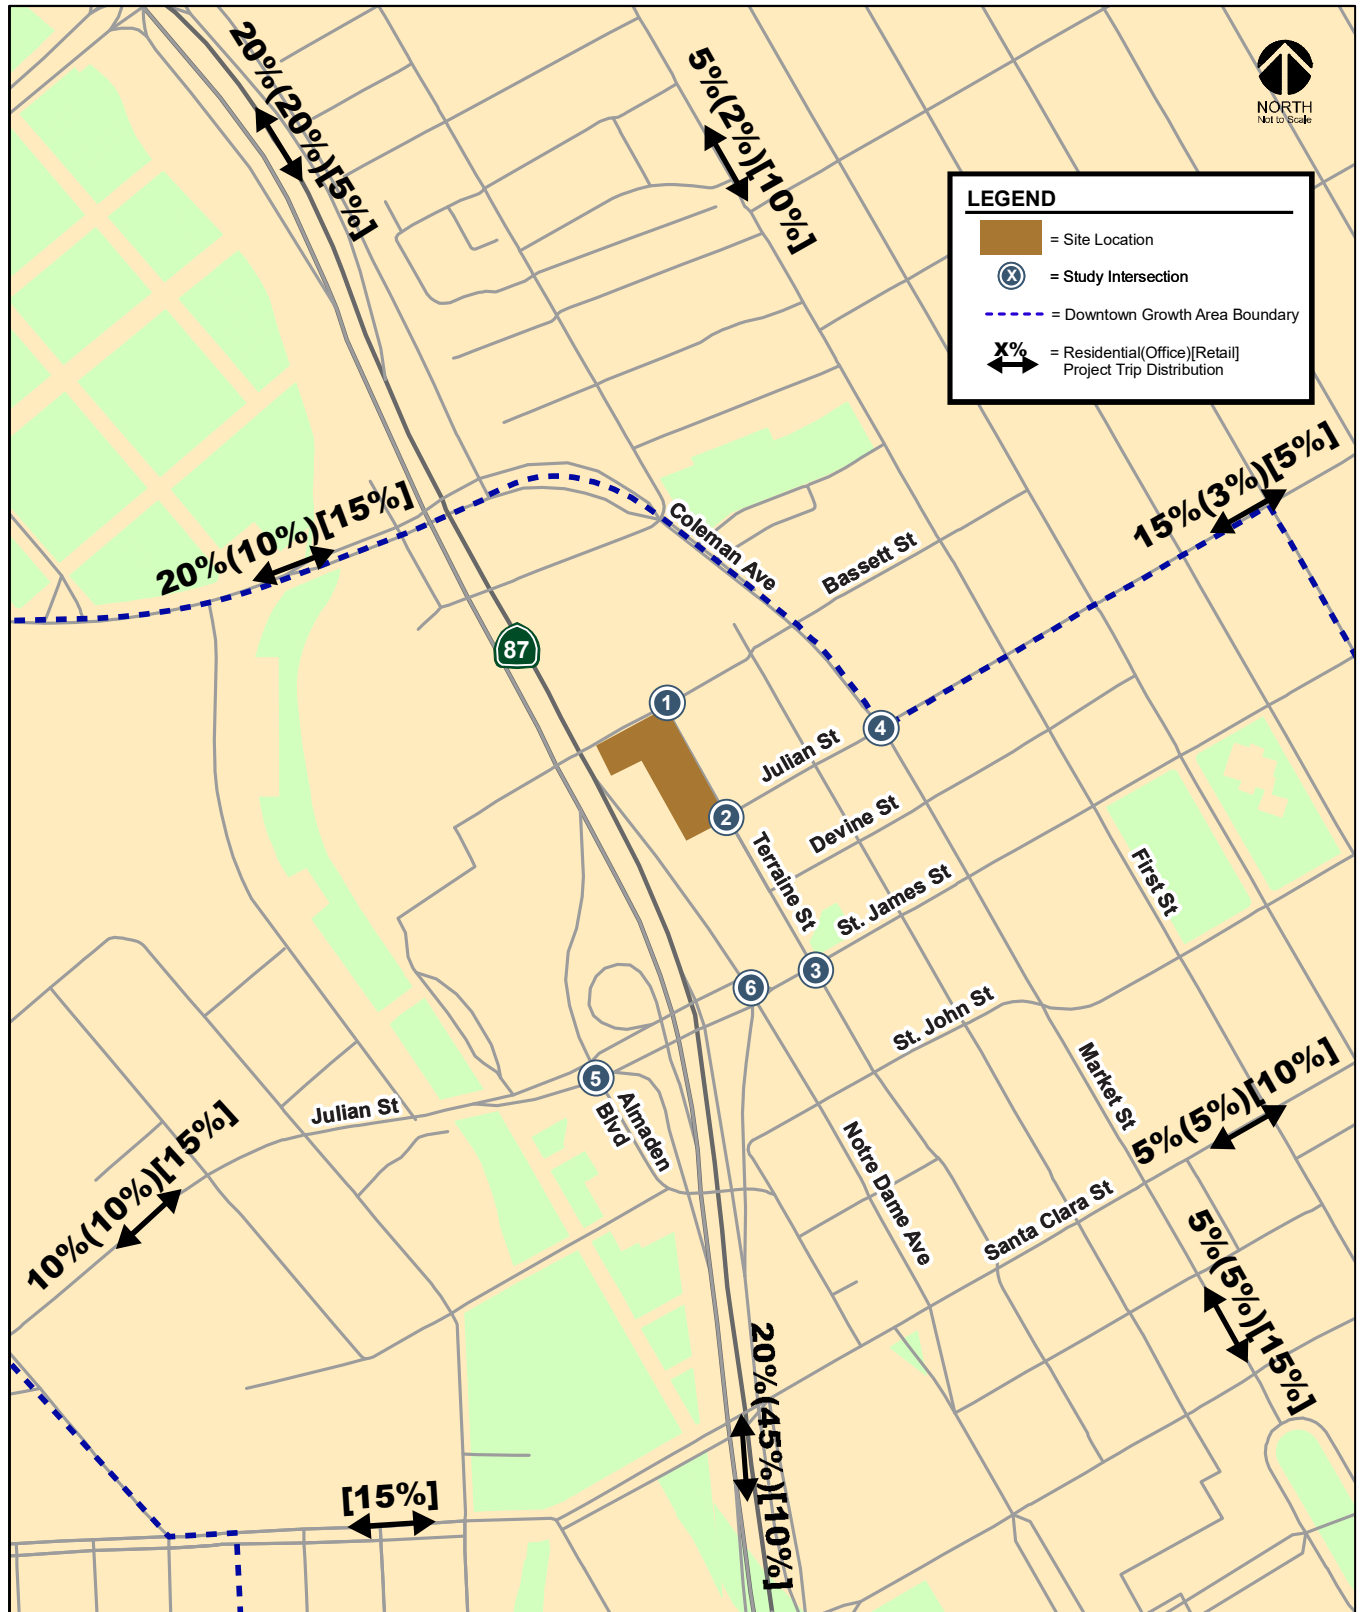 20%(20%)[5%]
5%(2%)[10%]
NORTH
Not to Scale
LEGEND
= Site Location
X
= Study Intersection
= Downtown Growth Area Boundary
X%
= Residential(Office)[Retail]
Project Trip Distribution
20%(10%)[15%]
15%(3%)[5%]
Coleman Ave
Bassett St
87
1
4
Julian St
2
Devine St
Terraine St
St. James St
First St
3
6
St. John St
5
Almaden
Blvd
Julian St
Market St
5%(5%)[10%]
10%(10%)[15%]
Notre Dame Ave
Santa Clara St
5%(5%)[15%]
20%(45%)[10%]
[15%]